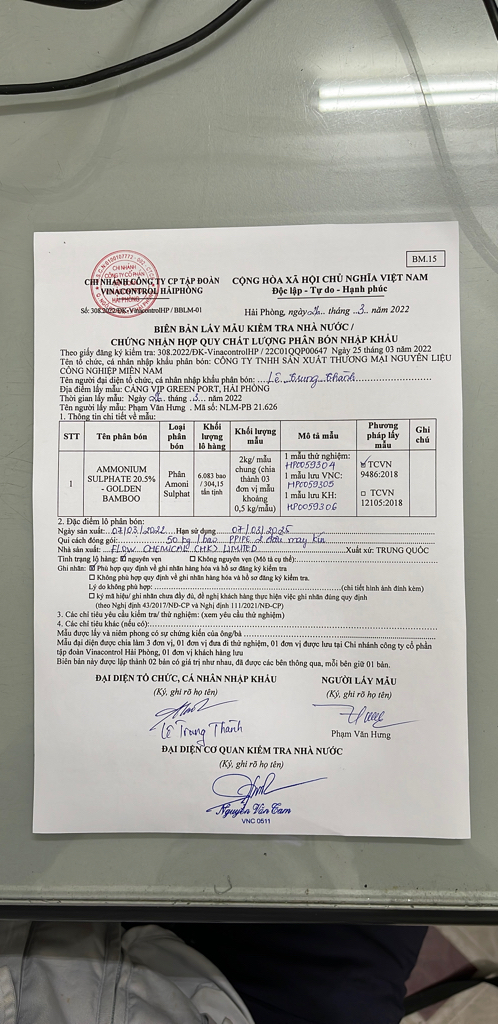 BM.15
CHI NHÁNH CÔNG TY CP TẬP ĐOÀN
VINACONTROL HẢI PHÒNG
CỘNG HÒA XÃ HỘI CHỦ NGHĨA VIỆT NAM
Độc lập - Tự do - Hạnh phúc
Số: 308.2022/ĐK-VinacontrolHP / BBLM-01
Hải Phòng, ngày tháng 3 năm 2022
BIÊN BẢN LẤY MẪU KIỂM TRA NHÀ NƯỚC /
CHỨNG NHẬN HỢP QUY CHẤT LƯỢNG PHÂN BÓN NHẬP KHẨU
Theo giấy đăng ký kiểm tra: 308.2022/ĐK-VinacontrolHP / 22C01QQP00647 Ngày 25 tháng 03 năm 2022
Tên tổ chức, cá nhân nhập khẩu phân bón: CÔNG TY TNHH SẢN XUẤT THƯƠNG MẠI NGUYÊN LIỆU
CÔNG NGHIỆP MIỀN NAM
Tên người đại diện tổ chức, cá nhân nhập khẩu phân bón: Lê Trung Thành
Địa điểm lấy mẫu: CẢNG VIP GREEN PORT, HẢI PHÒNG
Thời gian lấy mẫu: Ngày tháng 3 năm 2022
Tên người lấy mẫu: Phạm Văn Hưng . Mã số: NLM-PB 21.626
1. Thông tin chi tiết về mẫu:
STT Tên phân bón Loại phân bón Khối lượng lô hàng Khối lượng mẫu Mô tả mẫu Phương pháp lấy mẫu Ghi chú
1 AMMONIUM SULPHATE 20.5% - GOLDEN BAMBOO Phân Amoni Sulphat 6.083 bao / 304,15 tấn tịnh 2kg/ mẫu chung (chia thành 03 đơn vị mẫu khoảng 0,5 kg/mẫu) 1 mẫu thử nghiệm: HP0059304 1 mẫu lưu VNC: HP0059305 1 mẫu lưu KH: HP0059306 ☑ TCVN 9486:2018 □ TCVN 12105:2018
2. Đặc điểm lô phân bón:
Ngày sản xuất: 07/03/2022 Hạn sử dụng 07/03/2025
Qui cách đóng gói: 50 kg / bao PP/PE 2 đầu may kín
Nhà sản xuất: FLOW CHEMICAL (HK) LIMITED Xuất xứ: TRUNG QUỐC
Tình trạng lô hàng: ☑ nguyên vẹn □ Không nguyên vẹn (Mô tả cụ thể):
Ghi nhãn: ☑ Phù hợp quy định về ghi nhãn hàng hóa và hồ sơ đăng ký kiểm tra
□ Không phù hợp quy định về ghi nhãn hàng hóa và hồ sơ đăng ký kiểm tra.
Lý do không phù hợp: (chi tiết hình ảnh đính kèm)
□ ký mã hiệu/ ghi nhãn chưa đầy đủ, đề nghị khách hàng thực hiện việc ghi nhãn đúng quy định
(theo Nghị định 43/2017/NĐ-CP và Nghị định 111/2021/NĐ-CP)
3. Các chỉ tiêu yêu cầu kiểm tra/ thử nghiệm: (xem yêu cầu thử nghiệm)
4. Các chỉ tiêu khác (nếu có):
Mẫu được lấy và niêm phong có sự chứng kiến của ông/bà
Mẫu đại diện được chia làm 3 đơn vị, 01 đơn vị đưa đi thử nghiệm, 01 đơn vị được lưu tại Chi nhánh công ty cổ phần
tập đoàn Vinacontrol Hải Phòng, 01 đơn vị khách hàng lưu
Biên bản này được lập thành 02 bản có giá trị như nhau, đã được các bên thông qua, mỗi bên giữ 01 bản.
ĐẠI DIỆN TỔ CHỨC, CÁ NHÂN NHẬP KHẨU
(Ký, ghi rõ họ tên)
NGƯỜI LẤY MẪU
(Ký, ghi rõ họ tên)
Lê Trung Thành
Phạm Văn Hưng
ĐẠI DIỆN CƠ QUAN KIỂM TRA NHÀ NƯỚC
(Ký, ghi rõ họ tên)
Nguyễn Văn Cam
VNC 0511